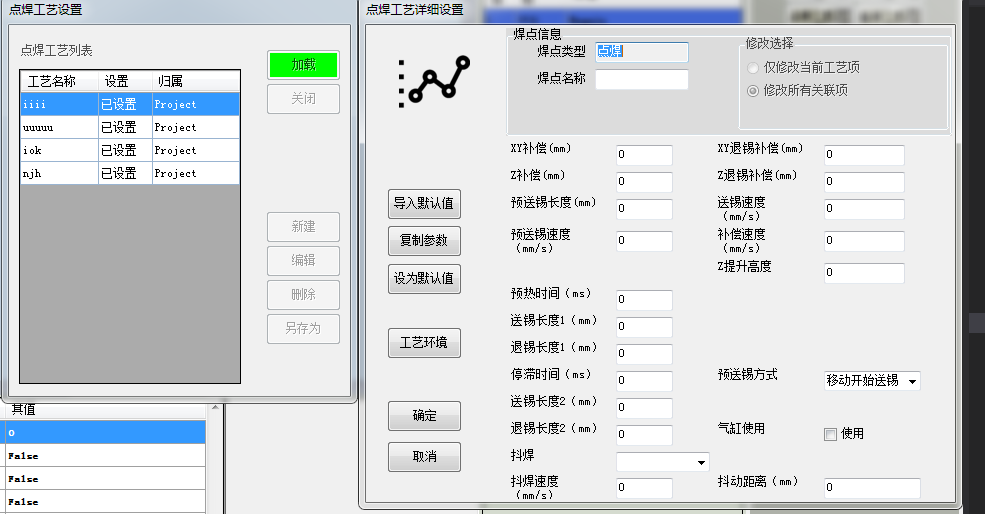 点焊工艺设置
点焊工艺列表
工艺名称 设置 归属
iiii 已设置 Project
uuuuu 已设置 Project
iok 已设置 Project
njh 已设置 Project
加载
关闭
新建
编辑
删除
另存为
其值
0
False
False
False
点焊工艺详细设置
焊点信息
焊点类型 点焊
焊点名称
修改选择
仅修改当前工艺项
修改所有关联项
导入默认值
复制参数
设为默认值
工艺环境
确定
取消
XY补偿(mm) 0
XY退锡补偿(mm) 0
Z补偿(mm) 0
Z退锡补偿(mm) 0
预送锡长度(mm) 0
送锡速度
(mm/s) 0
预送锡速度
(mm/s) 0
补偿速度
(mm/s) 0
Z提升高度 0
预热时间(ms) 0
送锡长度1(mm) 0
退锡长度1(mm) 0
停滞时间(ms) 0
预送锡方式 移动开始送锡
送锡长度2(mm) 0
退锡长度2(mm) 0
气缸使用 使用
抖焊
抖焊速度
(mm/s) 0
抖动距离(mm) 0